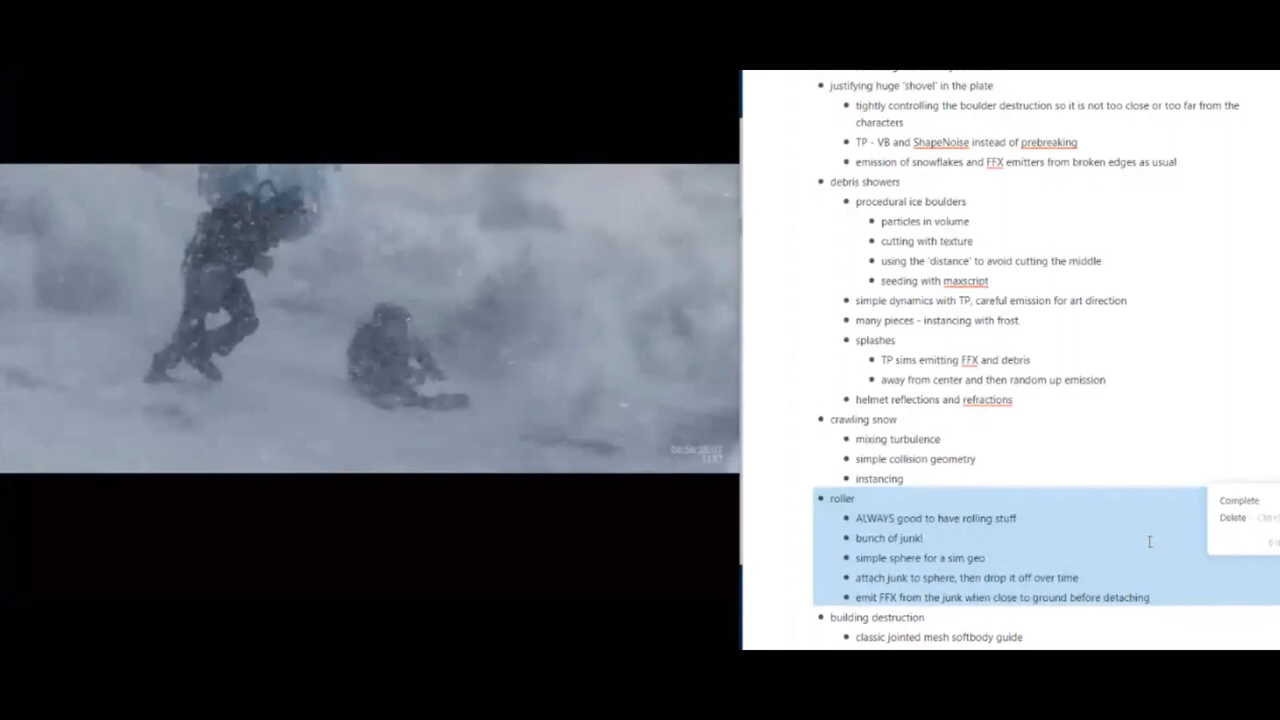 justifying huge 'shovel' in the plate
tightly controlling the boulder destruction so it is not too close or too far from the
characters
TP - VB and ShapeNoise instead of prebreaking
emission of snowflakes and FFX emitters from broken edges as usual
debris showers
procedural ice boulders
particles in volume
cutting with texture
using the 'distance' to avoid cutting the middle
seeding with maxscript
simple dynamics with TP, careful emission for art direction
many pieces - instancing with frost
splashes
TP sims emitting FFX and debris
away from center and then random up emission
helmet reflections and refractions
crawling snow
mixing turbulence
simple collision geometry
instancing
roller
Complete
ALWAYS good to have rolling stuff
Delete
bunch of junk!
simple sphere for a sim geo
attach junk to sphere, then drop it off over time
emit FFX from the junk when close to ground before detaching
building destruction
classic jointed mesh softbody guide